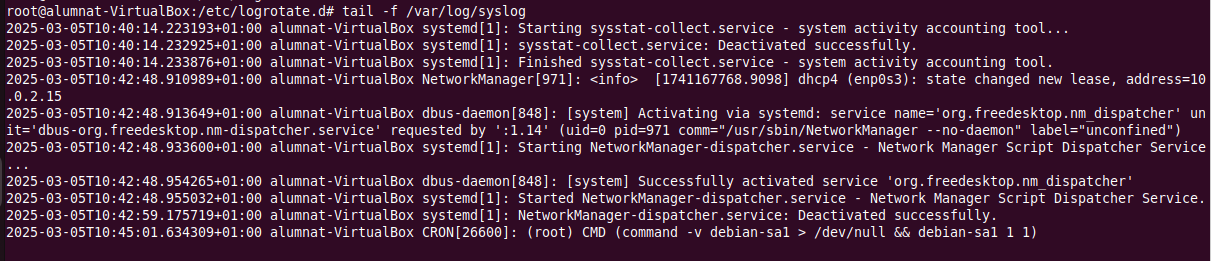 root@alumnat-VirtualBox:/etc/logrotate.d# tail -f /var/log/syslog
2025-03-05T10:40:14.223193+01:00 alumnat-VirtualBox systemd[1]: Starting sysstat-collect.service - system activity accounting tool...
2025-03-05T10:40:14.232925+01:00 alumnat-VirtualBox systemd[1]: sysstat-collect.service: Deactivated successfully.
2025-03-05T10:40:14.233876+01:00 alumnat-VirtualBox systemd[1]: Finished sysstat-collect.service - system activity accounting tool.
2025-03-05T10:42:48.910989+01:00 alumnat-VirtualBox NetworkManager[971]: <info>  [1741167768.9098] dhcp4 (enp0s3): state changed new lease, address=10
.0.2.15
2025-03-05T10:42:48.913649+01:00 alumnat-VirtualBox dbus-daemon[848]: [system] Activating via systemd: service name='org.freedesktop.nm_dispatcher' un
it='dbus-org.freedesktop.nm-dispatcher.service' requested by ':1.14' (uid=0 pid=971 comm="/usr/sbin/NetworkManager --no-daemon" label="unconfined")
2025-03-05T10:42:48.933600+01:00 alumnat-VirtualBox systemd[1]: Starting NetworkManager-dispatcher.service - Network Manager Script Dispatcher Service
...
2025-03-05T10:42:48.954265+01:00 alumnat-VirtualBox dbus-daemon[848]: [system] Successfully activated service 'org.freedesktop.nm_dispatcher'
2025-03-05T10:42:48.955032+01:00 alumnat-VirtualBox systemd[1]: Started NetworkManager-dispatcher.service - Network Manager Script Dispatcher Service.
2025-03-05T10:42:59.175719+01:00 alumnat-VirtualBox systemd[1]: NetworkManager-dispatcher.service: Deactivated successfully.
2025-03-05T10:45:01.634309+01:00 alumnat-VirtualBox CRON[26600]: (root) CMD (command -v debian-sa1 > /dev/null && debian-sa1 1 1)